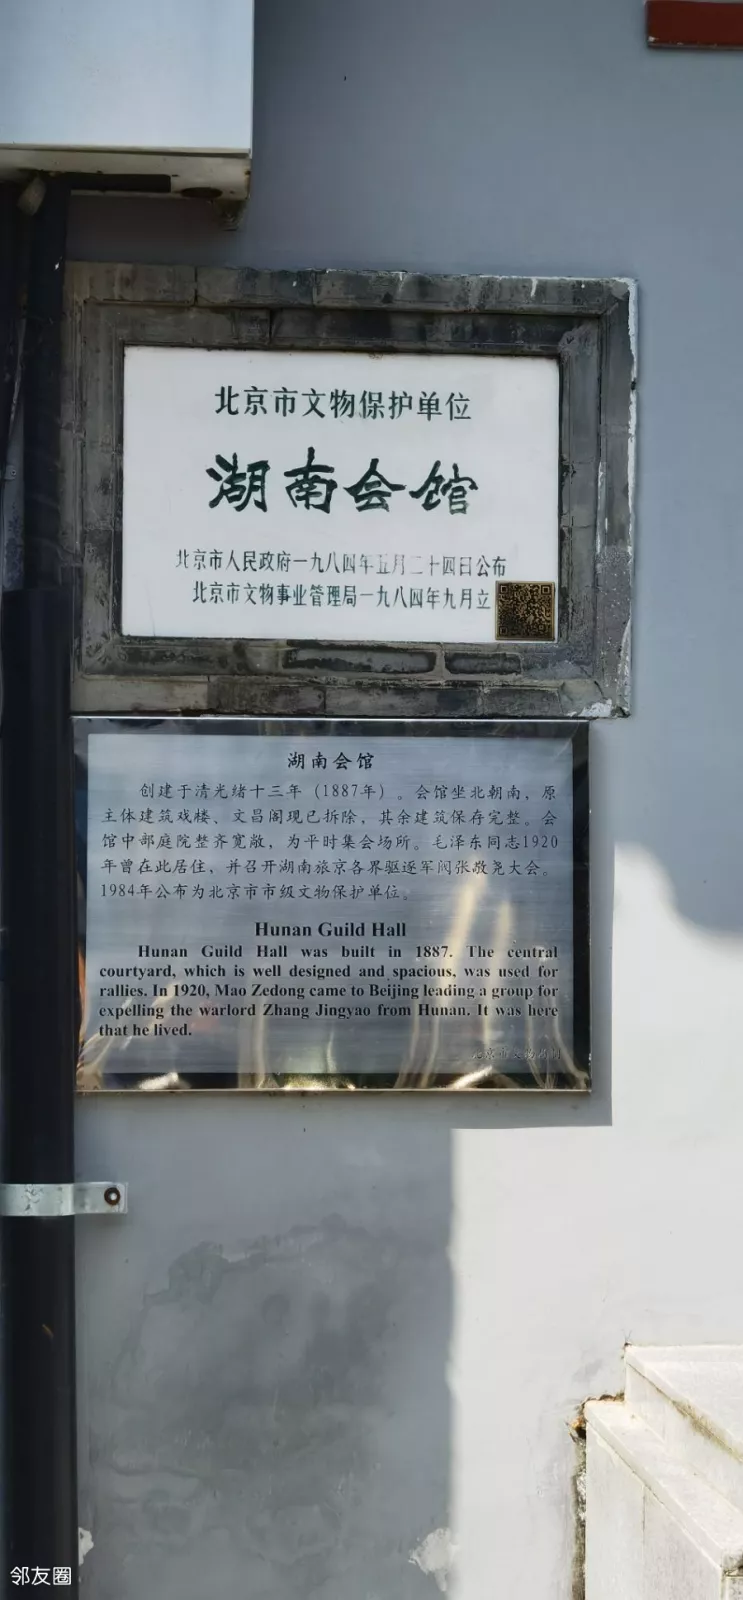 北京市文物保护单位
湖南会馆
北京市人民政府一九八四年五月二十四日公布
北京市文物事业管理局一九八四年九月立
湖南会馆
创建于清光绪十三年（1887年）。会馆坐北朝南，原
主体建筑戏楼、文昌阁现已拆除，其余建筑保存完整。会
馆中部庭院整齐宽敞，为平时集会场所。毛泽东同志1920
年曾在此居住，并召开湖南旅京各界驱逐军阀张敬尧大会。
1984年公布为北京市市级文物保护单位。
Hunan Guild Hall
Hunan Guild Hall was built in 1887. The central
courtyard, which is well designed and spacious, was used for
rallies. In 1920, Mao Zedong came to Beijing leading a group for
expelling the warlord Zhang Jingyao from Hunan. It was here
that he lived.
北京市文物局制
邻友圈